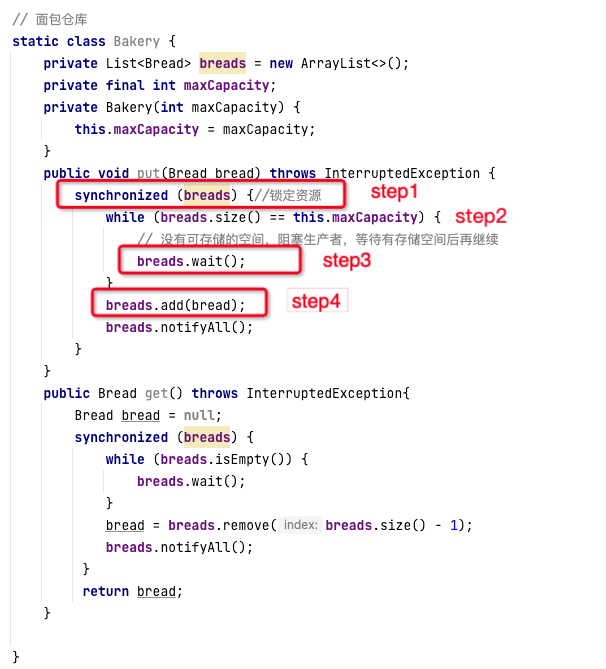 // 面包仓库
static class Bakery {
private List<Bread> breads = new ArrayList<>();
private final int maxCapacity;
private Bakery(int maxCapacity) {
this.maxCapacity = maxCapacity;
}
public void put(Bread bread) throws InterruptedException {
synchronized (breads) {//锁定资源 step1
while (breads.size() == this.maxCapacity) { step2
// 没有可存储的空间，阻塞生产者，等待有存储空间后再继续
breads.wait(); step3
}
breads.add(bread); step4
breads.notifyAll();
}
}
public Bread get() throws InterruptedException{
Bread bread = null;
synchronized (breads) {
while (breads.isEmpty()) {
breads.wait();
}
bread = breads.remove( index: breads.size() - 1);
breads.notifyAll();
}
return bread;
}
}